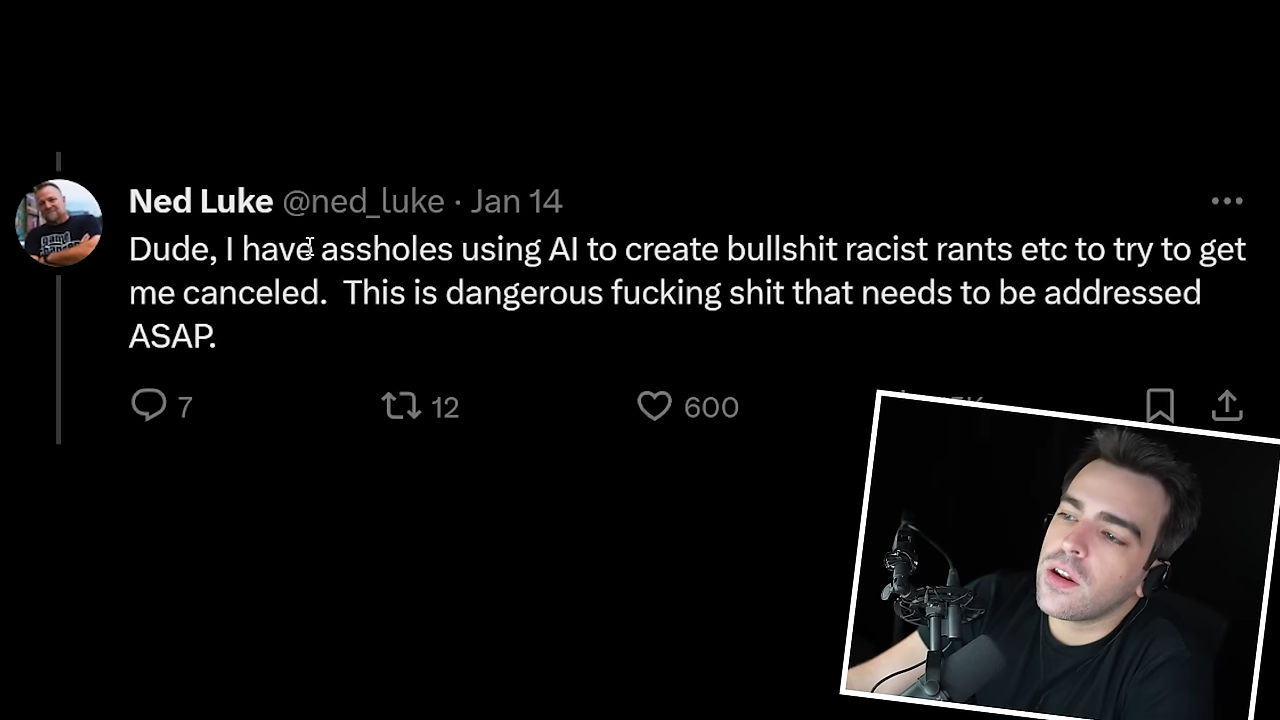 Ned Luke @ned_luke · Jan 14
Dude, I have assholes using AI to create bullshit racist rants etc to try to get
me canceled.  This is dangerous fucking shit that needs to be addressed
ASAP.
7 12 600